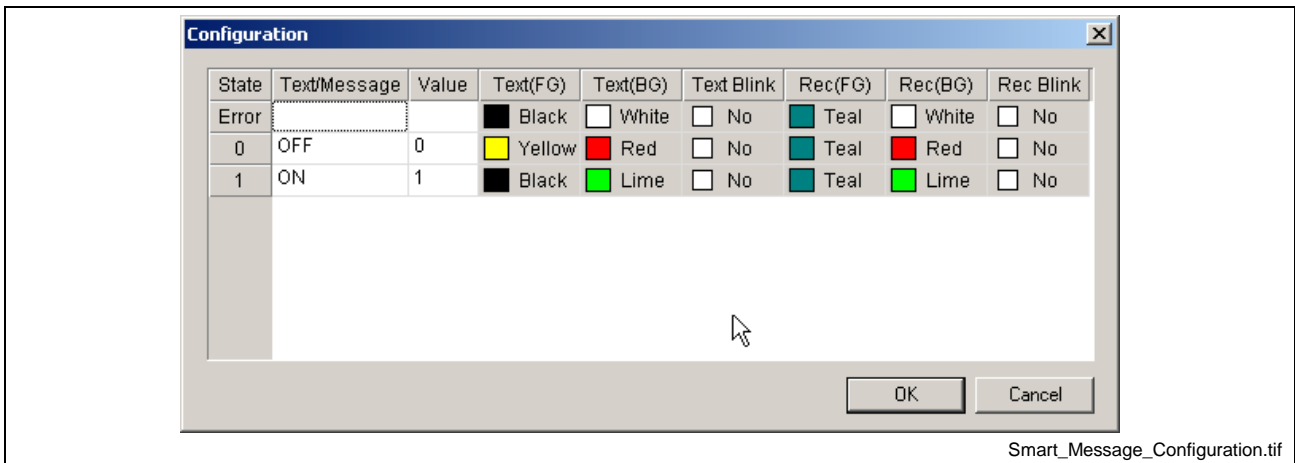 Configuration
State Text/Message Value Text(FG) Text(BG) Text Blink Rec(FG) Rec(BG) Rec Blink
Error Black White No Teal White No
0 OFF 0 Yellow Red No Teal Red No
1 ON 1 Black Lime No Teal Lime No
OK Cancel
Smart_Message_Configuration.tif